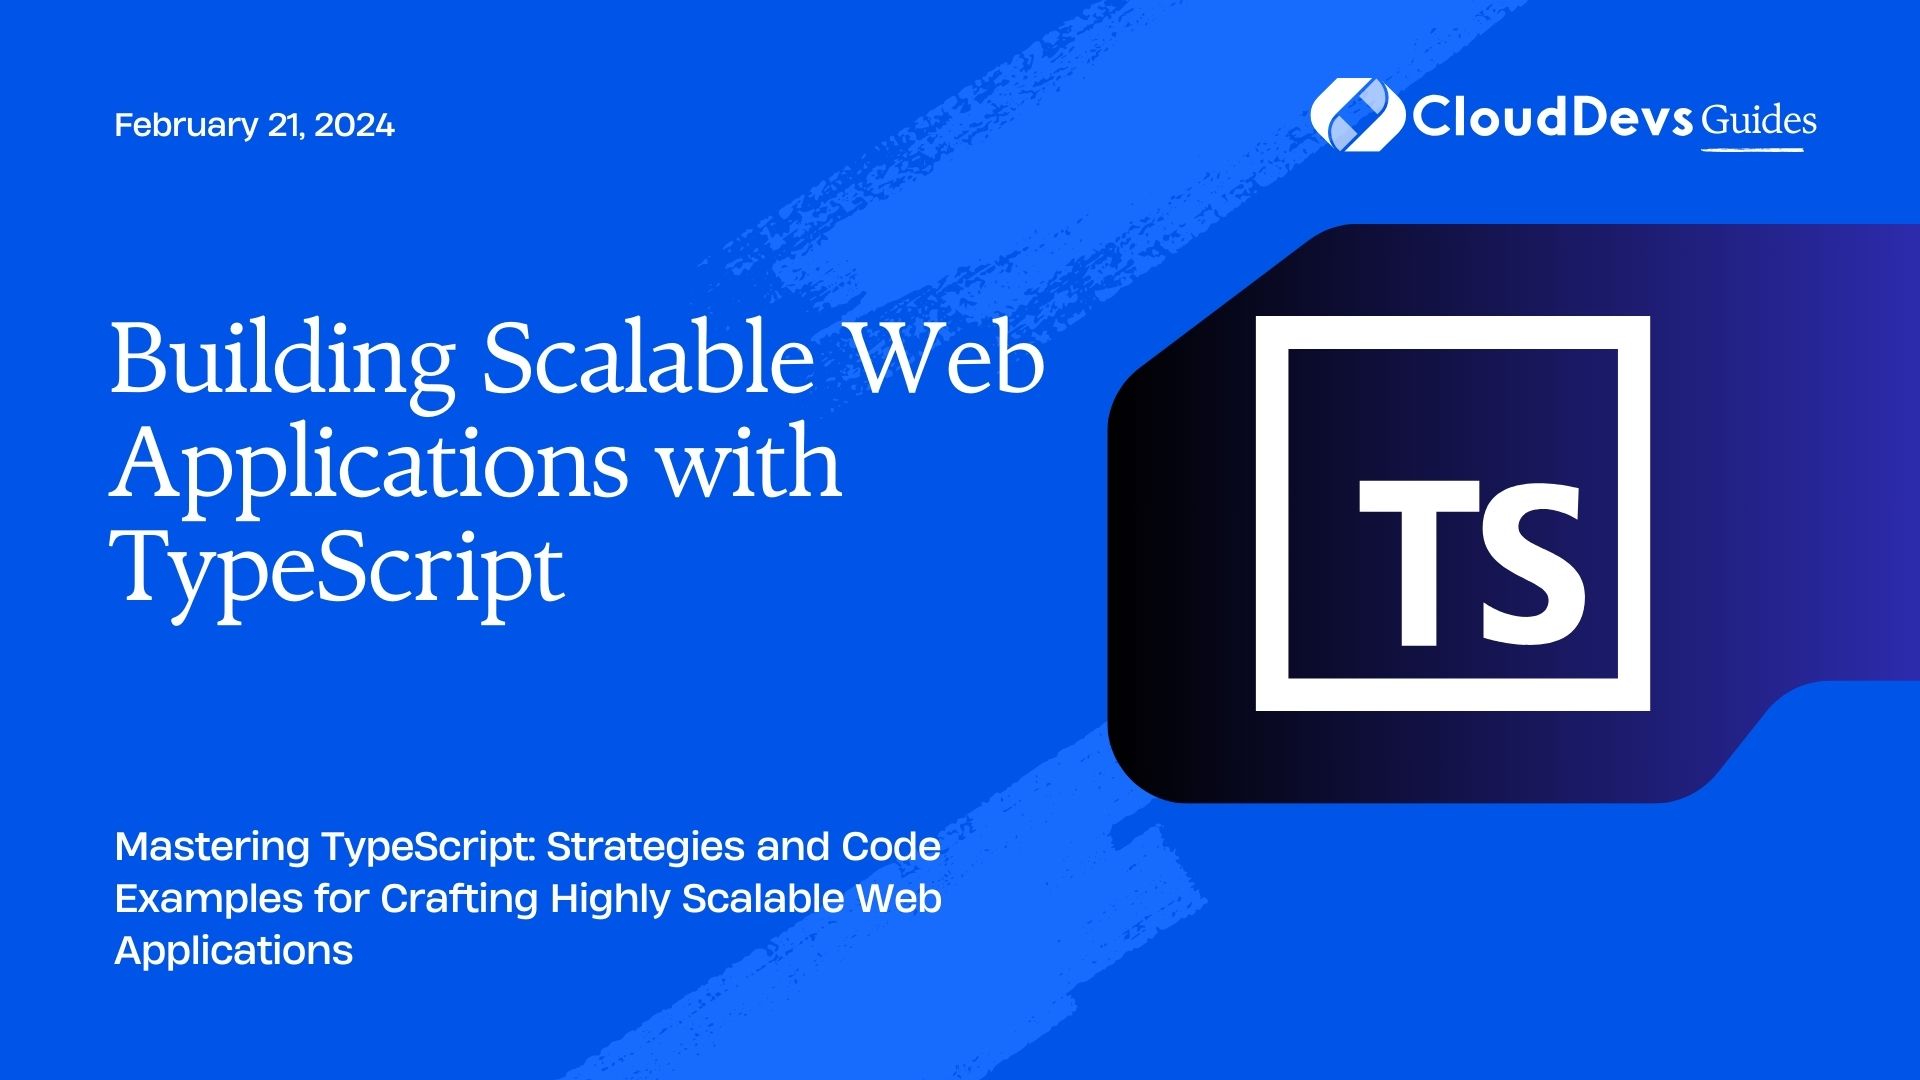 February 21, 2024
CloudDevs Guides
Building Scalable Web
Applications with
TypeScript
TS
Mastering TypeScript: Strategies and Code
Examples for Crafting Highly Scalable Web
Applications